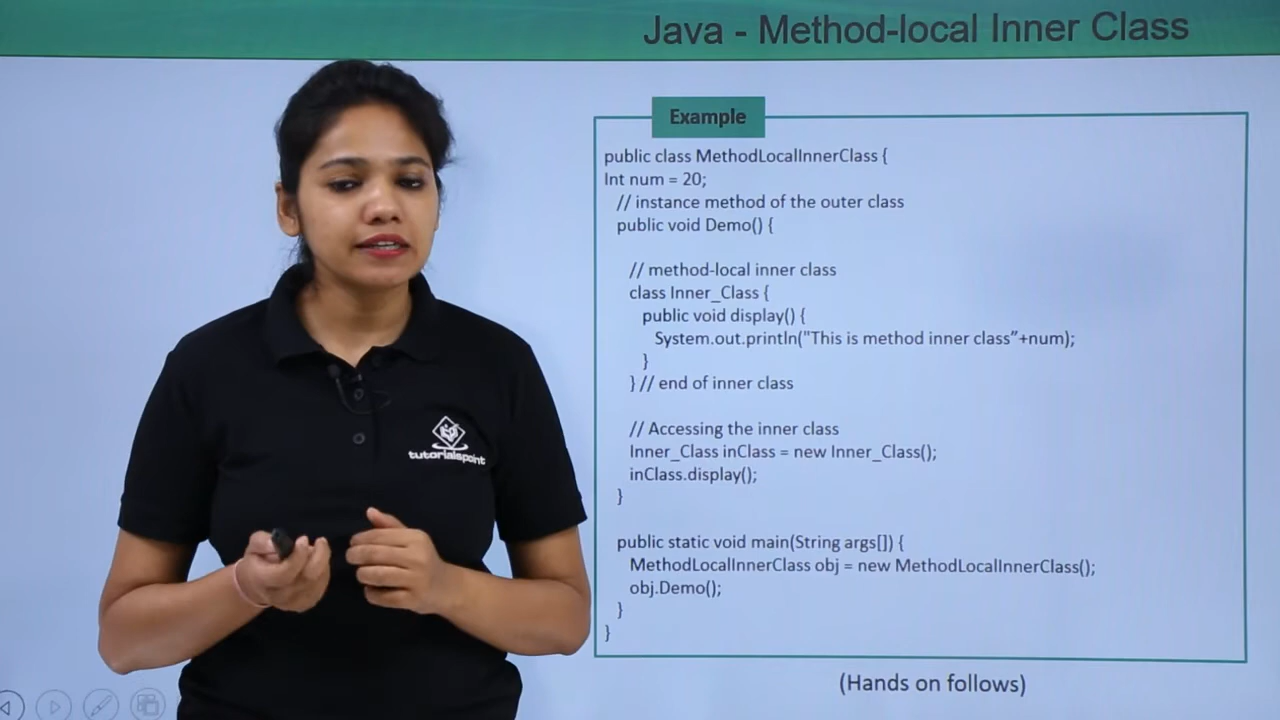 Java - Method-local Inner Class
Example
public class MethodLocalInnerClass {
Int num = 20;
// instance method of the outer class
public void Demo() {
// method-local inner class
class Inner_Class {
public void display() {
System.out.println("This is method inner class”+num);
}
} // end of inner class
// Accessing the inner class
Inner_Class inClass = new Inner_Class();
inClass.display();
}
public static void main(String args[]) {
MethodLocalInnerClass obj = new MethodLocalInnerClass();
obj.Demo();
}
}
(Hands on follows)
tutorialspoint